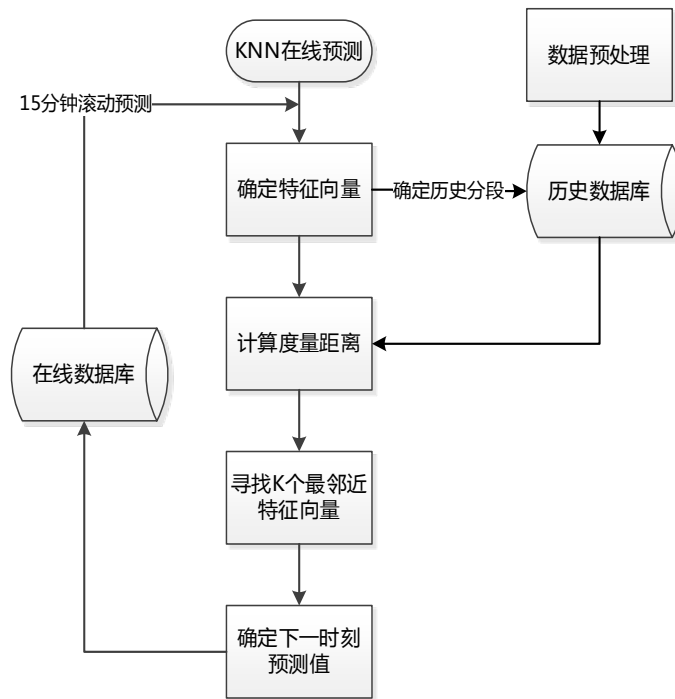 KNN在线预测
数据预处理
15分钟滚动预测
确定特征向量
确定历史分段
历史数据库
计算度量距离
在线数据库
寻找K个最邻近
特征向量
确定下一时刻
预测值